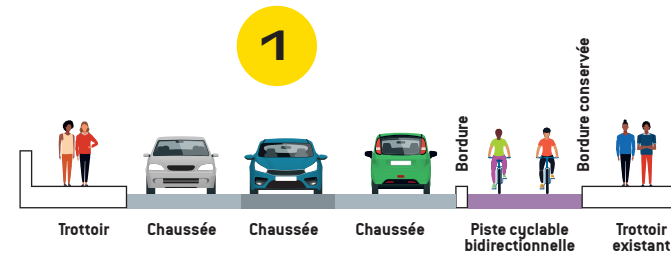 1
Bordure
Bordure conservée
Trottoir
Chaussée
Chaussée
Chaussée
Piste cyclable
bidirectionnelle
Trottoir
existant